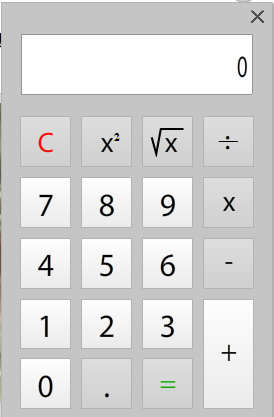 0
C x² √x ÷
7 8 9 x
4 5 6 -
1 2 3 +
0 . =